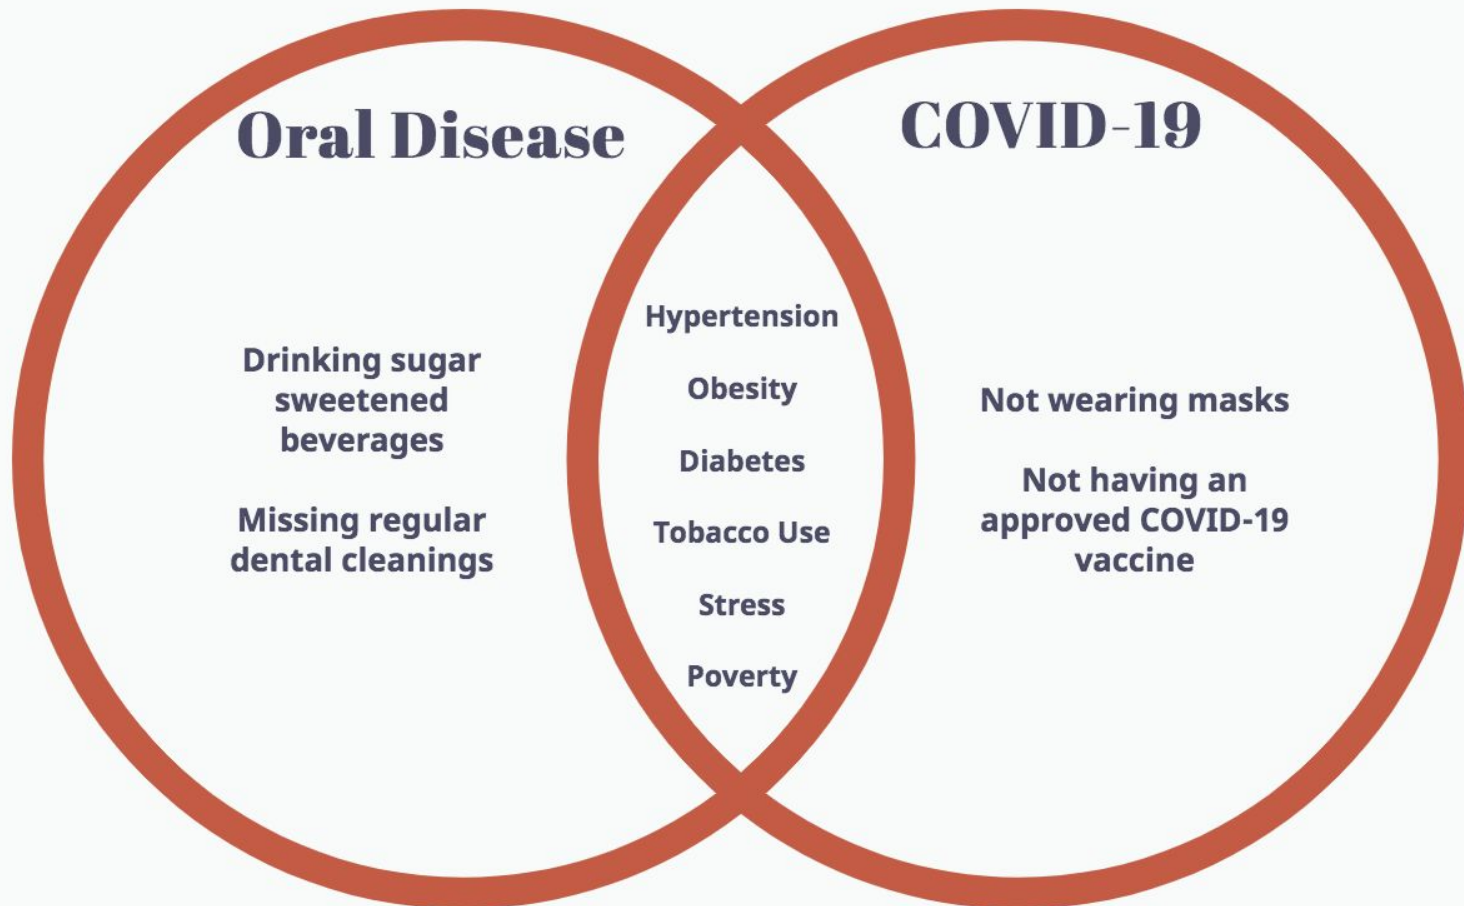 Oral Disease
COVID-19
Drinking sugar
sweetened
beverages
Missing regular
dental cleanings
Hypertension
Obesity
Diabetes
Tobacco Use
Stress
Poverty
Not wearing masks
Not having an
approved COVID-19
vaccine